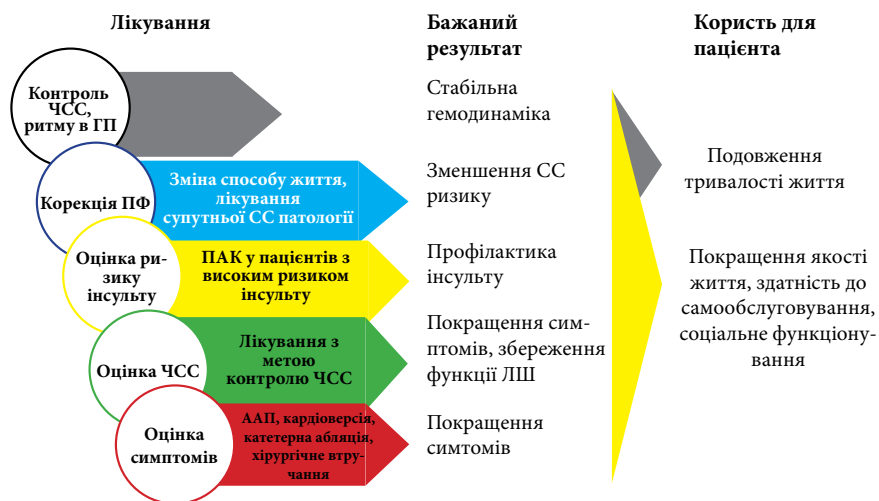 Лікування
Бажаний
результат
Користь для
пацієнта
Контроль
ЧСС,
ритму в ГП
Стабільна
гемодинаміка
Корекція ПФ
Зміна способу життя,
лікування
супутньої СС патології
Зменшення СС
ризику
Подовження
тривалості життя
Оцінка ри-
зику
інсульту
ПАК у пацієнтів з
високим ризиком
інсульту
Профілактика
інсульту
Покращення якості
життя, здатність до
самообслуговування,
соціальне функціону-
вання
Оцінка ЧСС
Лікування з
метою
контролю ЧСС
Покращення сим-
птомів, збереження
функції ЛШ
Оцінка
симптомів
ААП, кардіоверсія,
катетерна абляція,
хірургічне втру-
чання
Покращення
симтомів